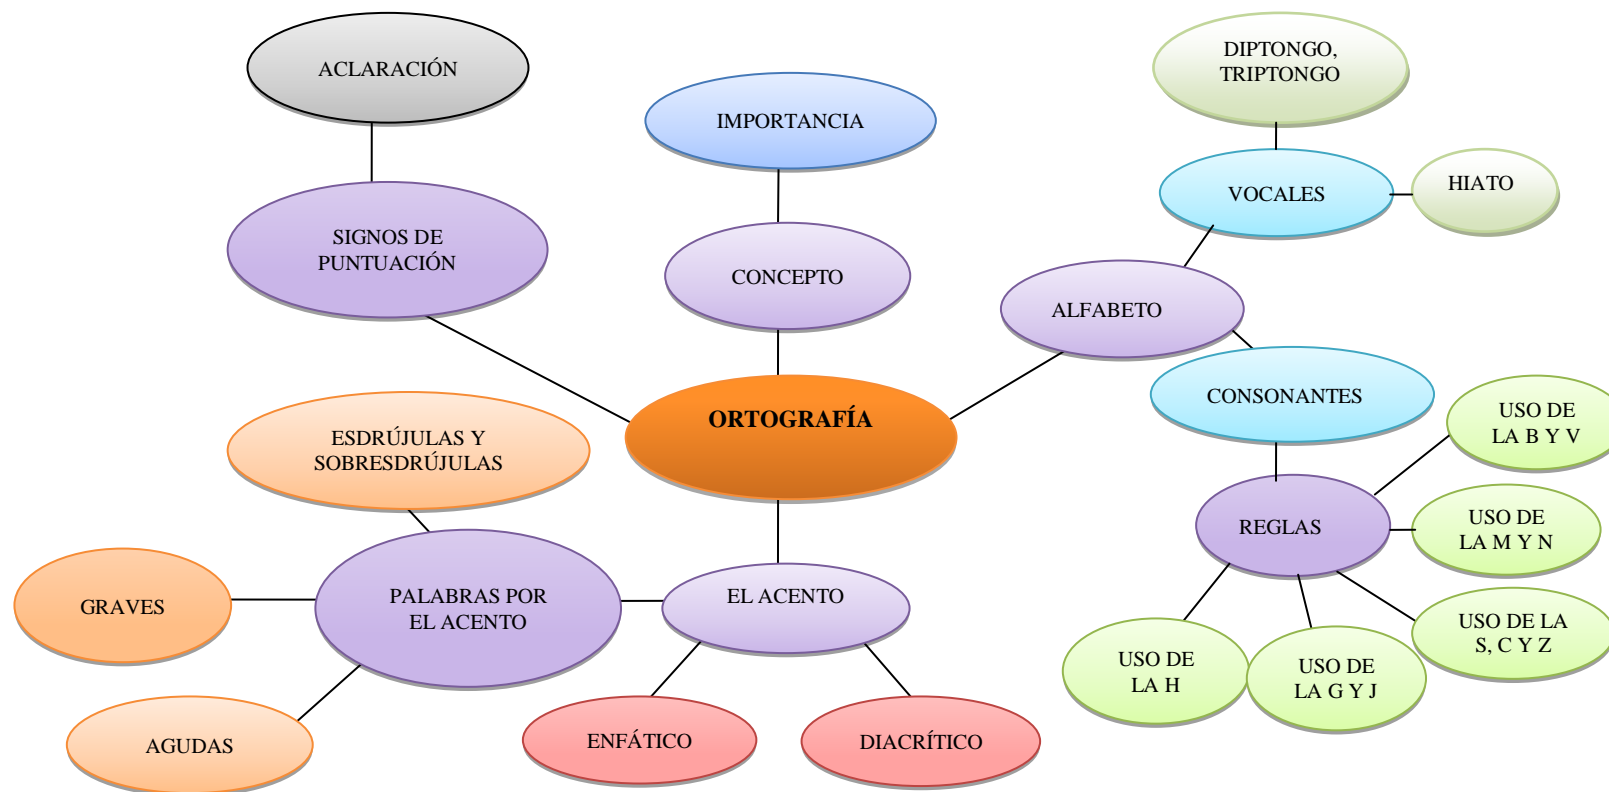 ACLARACIÓN
DIPTONGO,
TRIPTONGO
IMPORTANCIA
VOCALES
HIATO
SIGNOS DE
PUNTUACIÓN
CONCEPTO
ALFABETO
CONSONANTES
ORTOGRAFÍA
USO DE
LA B Y V
ESDRÚJULAS Y
SOBRESDRÚJULAS
REGLAS
USO DE
LA M Y N
GRAVES
PALABRAS POR
EL ACENTO
EL ACENTO
USO DE LA
S, C Y Z
USO DE
LA H
USO DE
LA G Y J
AGUDAS
ENFÁTICO
DIACRÍTICO